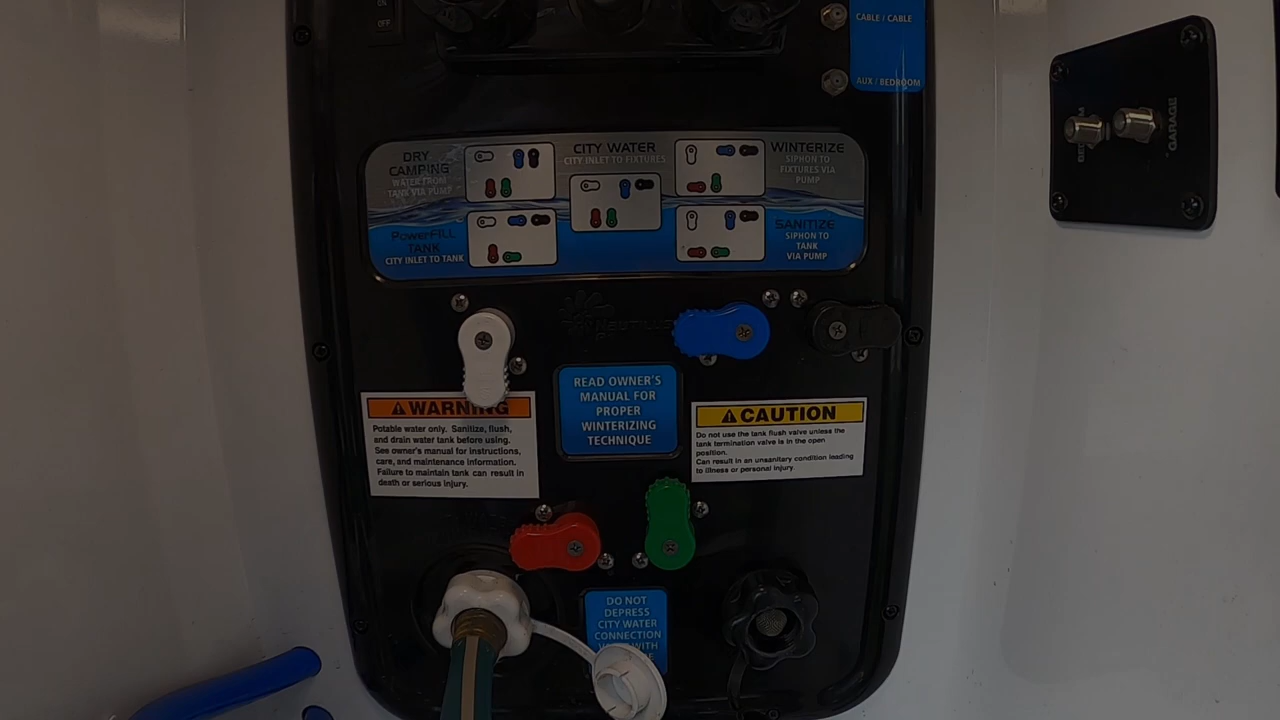 ON
OFF
CABLE / CABLE
AUX / BEDROOM
GARAGE
DRY
CAMPING
WATER FROM
TANK VIA PUMP
CITY WATER
CITY INLET TO FIXTURES
WINTERIZE
SIPHON TO
FIXTURES VIA
PUMP
PowerFILL
TANK
CITY INLET TO TANK
SANITIZE
SIPHON TO
TANK
VIA PUMP
NAUTILUS
READ OWNER'S
MANUAL FOR
PROPER
WINTERIZING
TECHNIQUE
WARNING
Potable water only. Sanitize, flush,
and drain water tank before using.
See owner's manual for instructions,
care, and maintenance information.
Failure to maintain tank can result in
death or serious injury.
CAUTION
Do not use the tank flush valve unless the
tank termination valve is in the open
position.
Can result in an unsanitary condition leading
to illness or personal injury.
DO NOT
DEPRESS
CITY WATER
CONNECTION
WITH